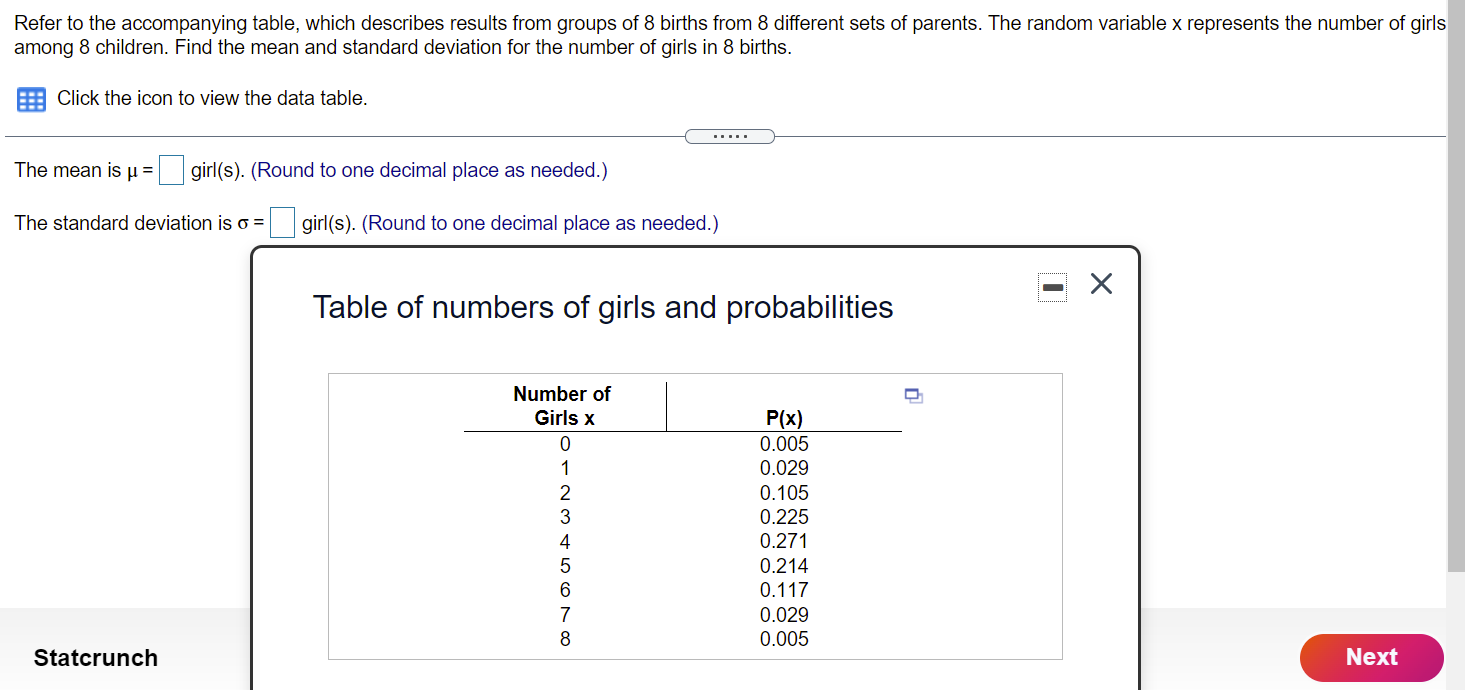 Refer to the accompanying table, which describes results from groups of 8 births from 8 different sets of parents. The random variable x represents the number of girls
among 8 children. Find the mean and standard deviation for the number of girls in 8 births.
Click the icon to view the data table.
The mean is μ = girl(s). (Round to one decimal place as needed.)
The standard deviation is σ = girl(s). (Round to one decimal place as needed.)
Table of numbers of girls and probabilities
Number of
Girls x P(x)
0 0.005
1 0.029
2 0.105
3 0.225
4 0.271
5 0.214
6 0.117
7 0.029
8 0.005
Statcrunch
Next